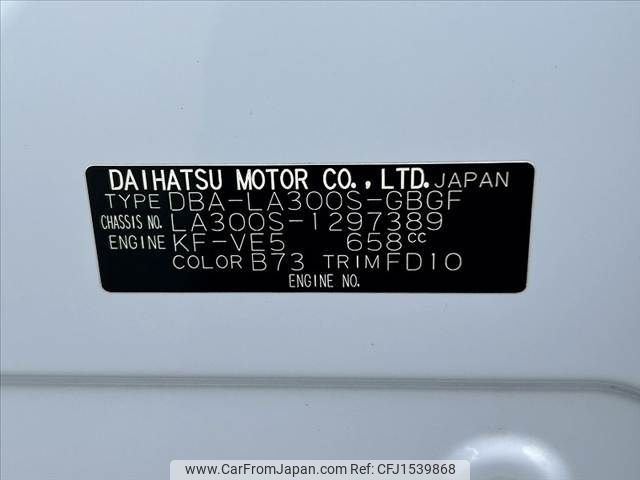 DAIHATSU MOTOR CO., LTD. JAPAN
TYPE DBA-LA300S-GBGF
CHASSIS NO. LA300S-1297389
ENGINE KF-VE5 658cc
COLOR B73 TRIM FD10
ENGINE NO.
www.CarFromJapan.com CFJ1539868